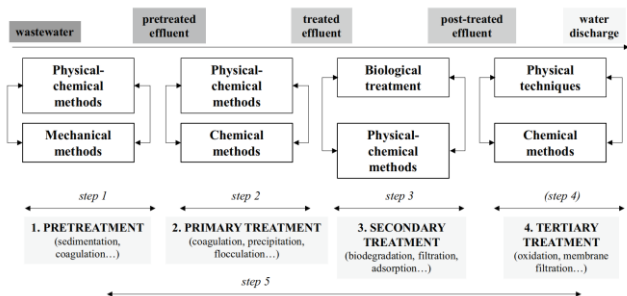 wastewater
pretreated
effluent
treated
effluent
post-treated
effluent
water
discharge
Physical-
chemical
methods
Mechanical
methods
Physical-
chemical
methods
Chemical
methods
Biological
treatment
Physical-
chemical
methods
Physical
techniques
Chemical
methods
step 1
step 2
step 3
(step 4)
1. PRETREATMENT
(sedimentation,
coagulation…)
2. PRIMARY TREATMENT
(coagulation, precipitation,
flocculation…)
3. SECONDARY
TREATMENT
(biodegradation, filtration,
adsorption…)
4. TERTIARY
TREATMENT
(oxidation, membrane
filtration…)
step 5